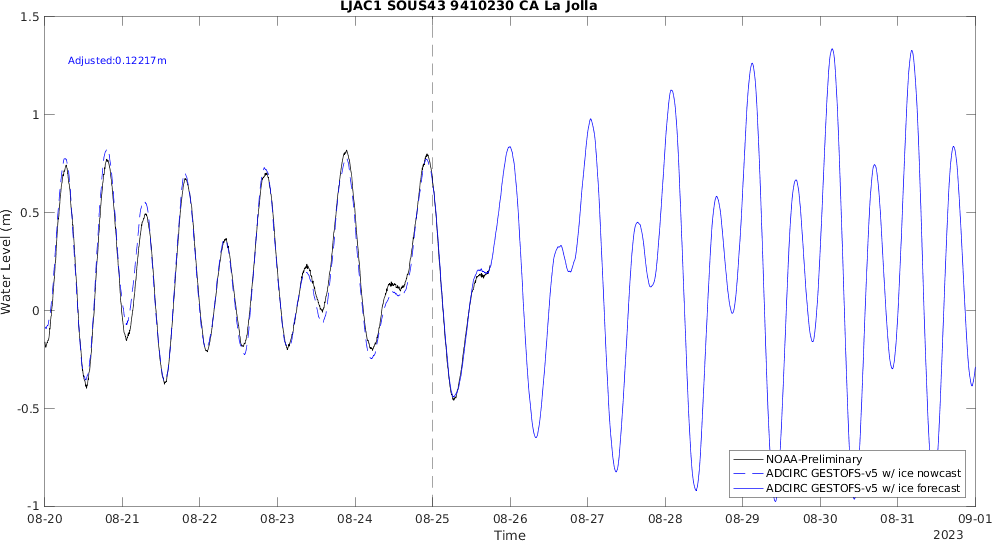 LJAC1 SOUS43 9410230 CA La Jolla
Adjusted:0.12217m
Water Level (m)
1.5
1
0.5
0
-0.5
-1
NOAA-Preliminary
ADCIRC GESTOFS-v5 w/ ice nowcast
ADCIRC GESTOFS-v5 w/ ice forecast
08-20 08-21 08-22 08-23 08-24 08-25 08-26 08-27 08-28 08-29 08-30 08-31 09-01
Time
2023